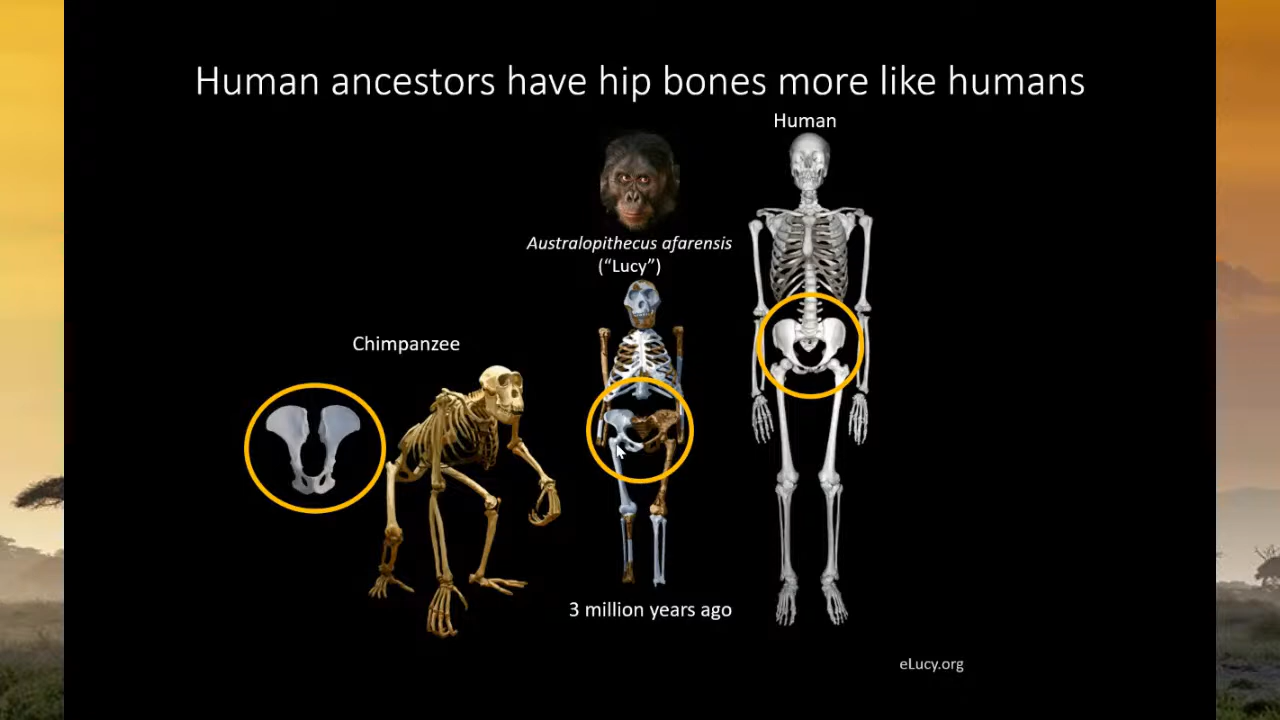 Human ancestors have hip bones more like humans
Human
Australopithecus afarensis
(“Lucy”)
Chimpanzee
3 million years ago
eLucy.org